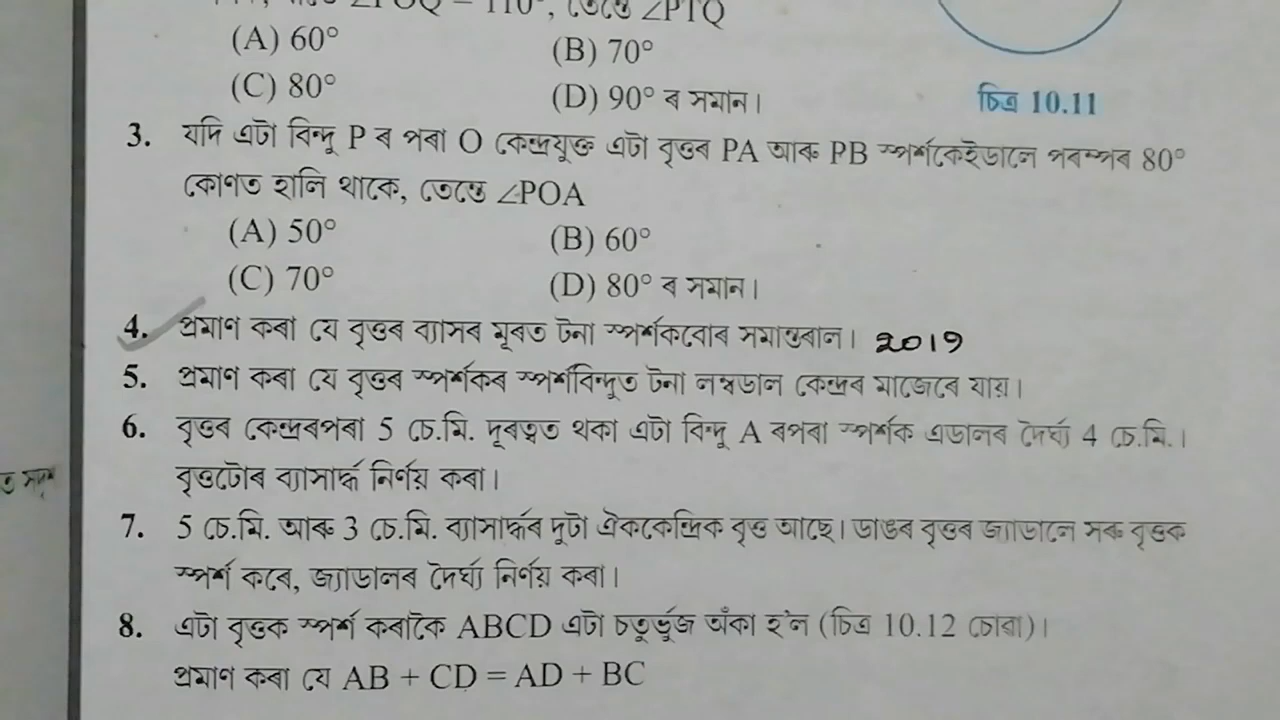 ∠POQ = 110°, তেন্তে ∠PTQ
(A) 60° (B) 70°
(C) 80° (D) 90° ৰ সমান।
চিত্ৰ 10.11
3. যদি এটা বিন্দু P ৰ পৰা O কেন্দ্ৰযুক্ত এটা বৃত্তৰ PA আৰু PB স্পৰ্শকেইডালে পৰস্পৰ 80°
কোণত হালি থাকে, তেন্তে ∠POA
(A) 50° (B) 60°
(C) 70° (D) 80° ৰ সমান।
4. প্ৰমাণ কৰা যে বৃত্তৰ ব্যাসৰ মূৰত টনা স্পৰ্শকবোৰ সমান্তৰাল। 2019
5. প্ৰমাণ কৰা যে বৃত্তৰ স্পৰ্শকৰ স্পৰ্শবিন্দুত টনা লম্বডাল কেন্দ্ৰৰ মাজেৰে যায়।
6. বৃত্তৰ কেন্দ্ৰৰপৰা 5 চে.মি. দূৰত্বত থকা এটা বিন্দু A ৰপৰা স্পৰ্শক এডালৰ দৈৰ্ঘ্য 4 চে.মি.।
বৃত্তটোৰ ব্যাসাৰ্দ্ধ নিৰ্ণয় কৰা।
7. 5 চে.মি. আৰু 3 চে.মি. ব্যাসাৰ্দ্ধৰ দুটা ঐককেন্দ্ৰিক বৃত্ত আছে। ডাঙৰ বৃত্তৰ জ্যাডালে সৰু বৃত্তক
স্পৰ্শ কৰে, জ্যাডালৰ দৈৰ্ঘ্য নিৰ্ণয় কৰা।
8. এটা বৃত্তক স্পৰ্শ কৰাকৈ ABCD এটা চতুৰ্ভুজ অঁকা হ'ল (চিত্ৰ 10.12 চোৱা)।
প্ৰমাণ কৰা যে AB + CD = AD + BC